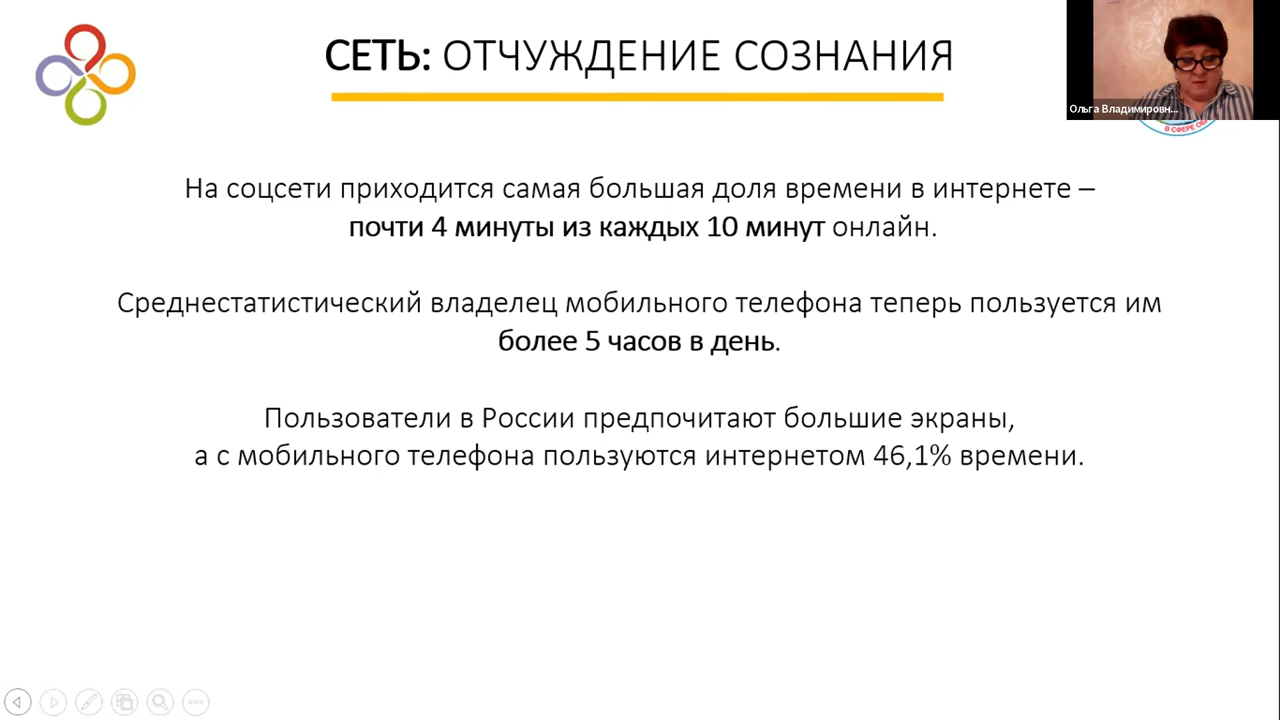 СЕТЬ: ОТЧУЖДЕНИЕ СОЗНАНИЯ
Ольга Владимировн...
В СФЕРЕ
На соцсети приходится самая большая доля времени в интернете –
почти 4 минуты из каждых 10 минут онлайн.
Среднестатистический владелец мобильного телефона теперь пользуется им
более 5 часов в день.
Пользователи в России предпочитают большие экраны,
а с мобильного телефона пользуются интернетом 46,1% времени.